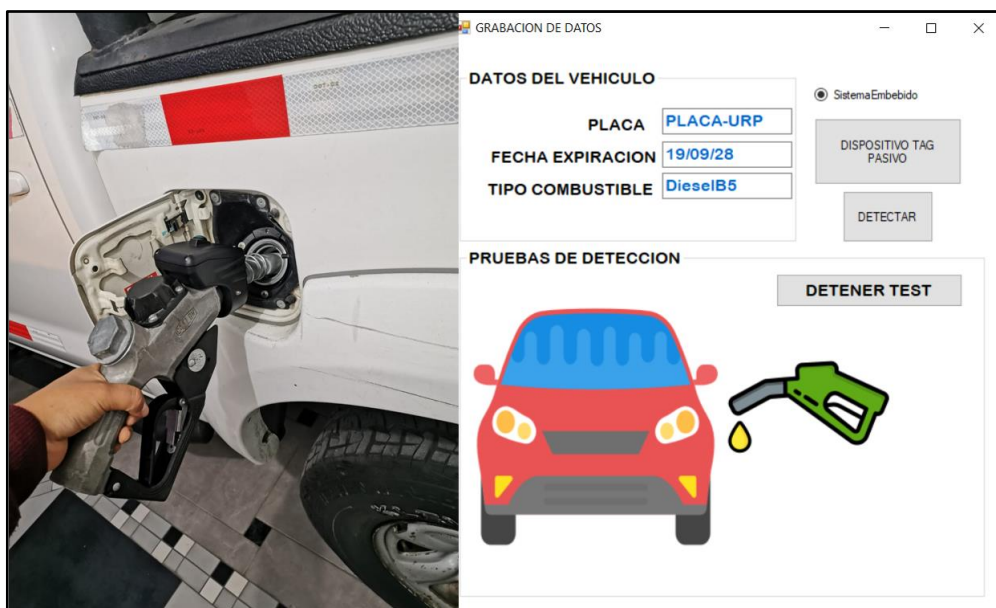 GRABACION DE DATOS
DATOS DEL VEHICULO
PLACA PLACA-URP
FECHA EXPIRACION 19/09/28
TIPO COMBUSTIBLE DieselB5
SistemaEmbebido
DISPOSITIVO TAG
PASIVO
DETECTAR
PRUEBAS DE DETECCION
DETENER TEST